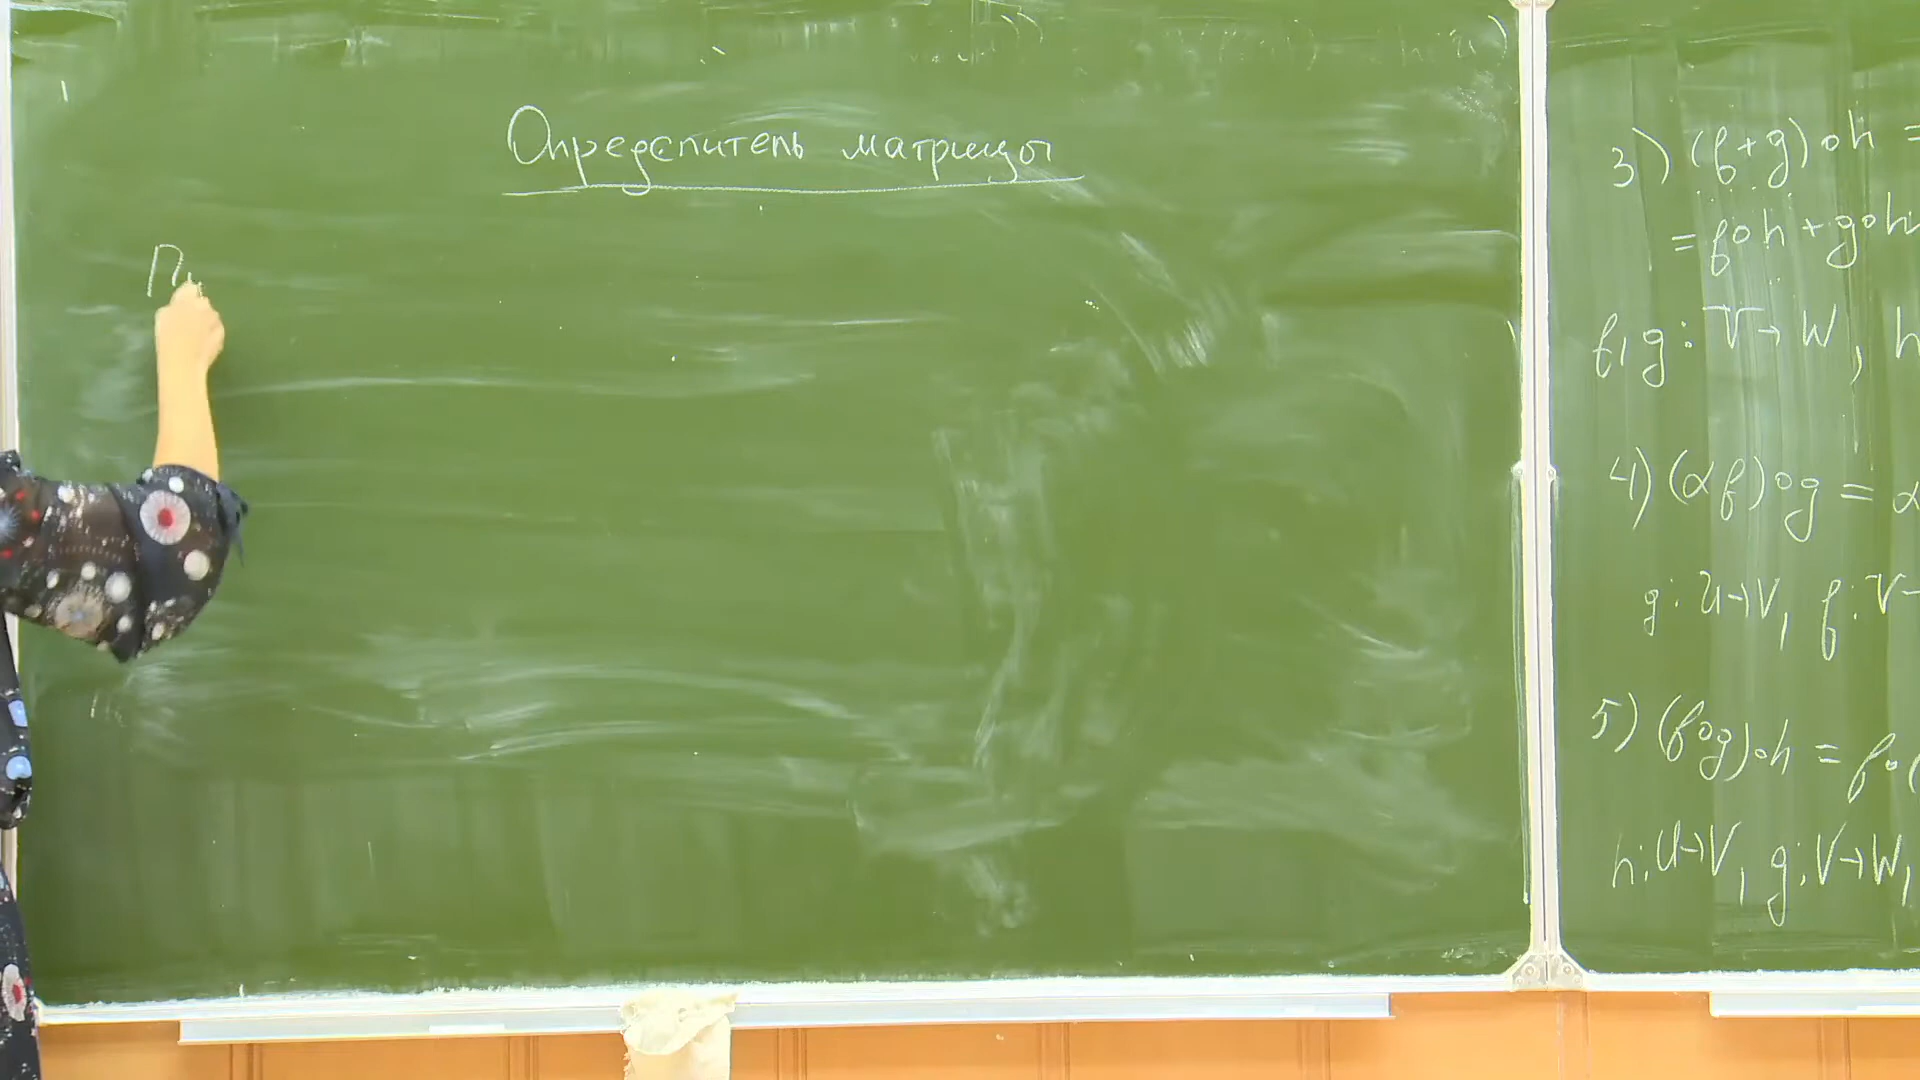 Определитель матрицы
П
3) (f+g)∘h =
= f∘h + g∘h
f, g: V→W, h
4) (αf)∘g = α
g: U→V, f: V-
5) (f∘g)∘h = f∘(
h: U→V, g: V→W,